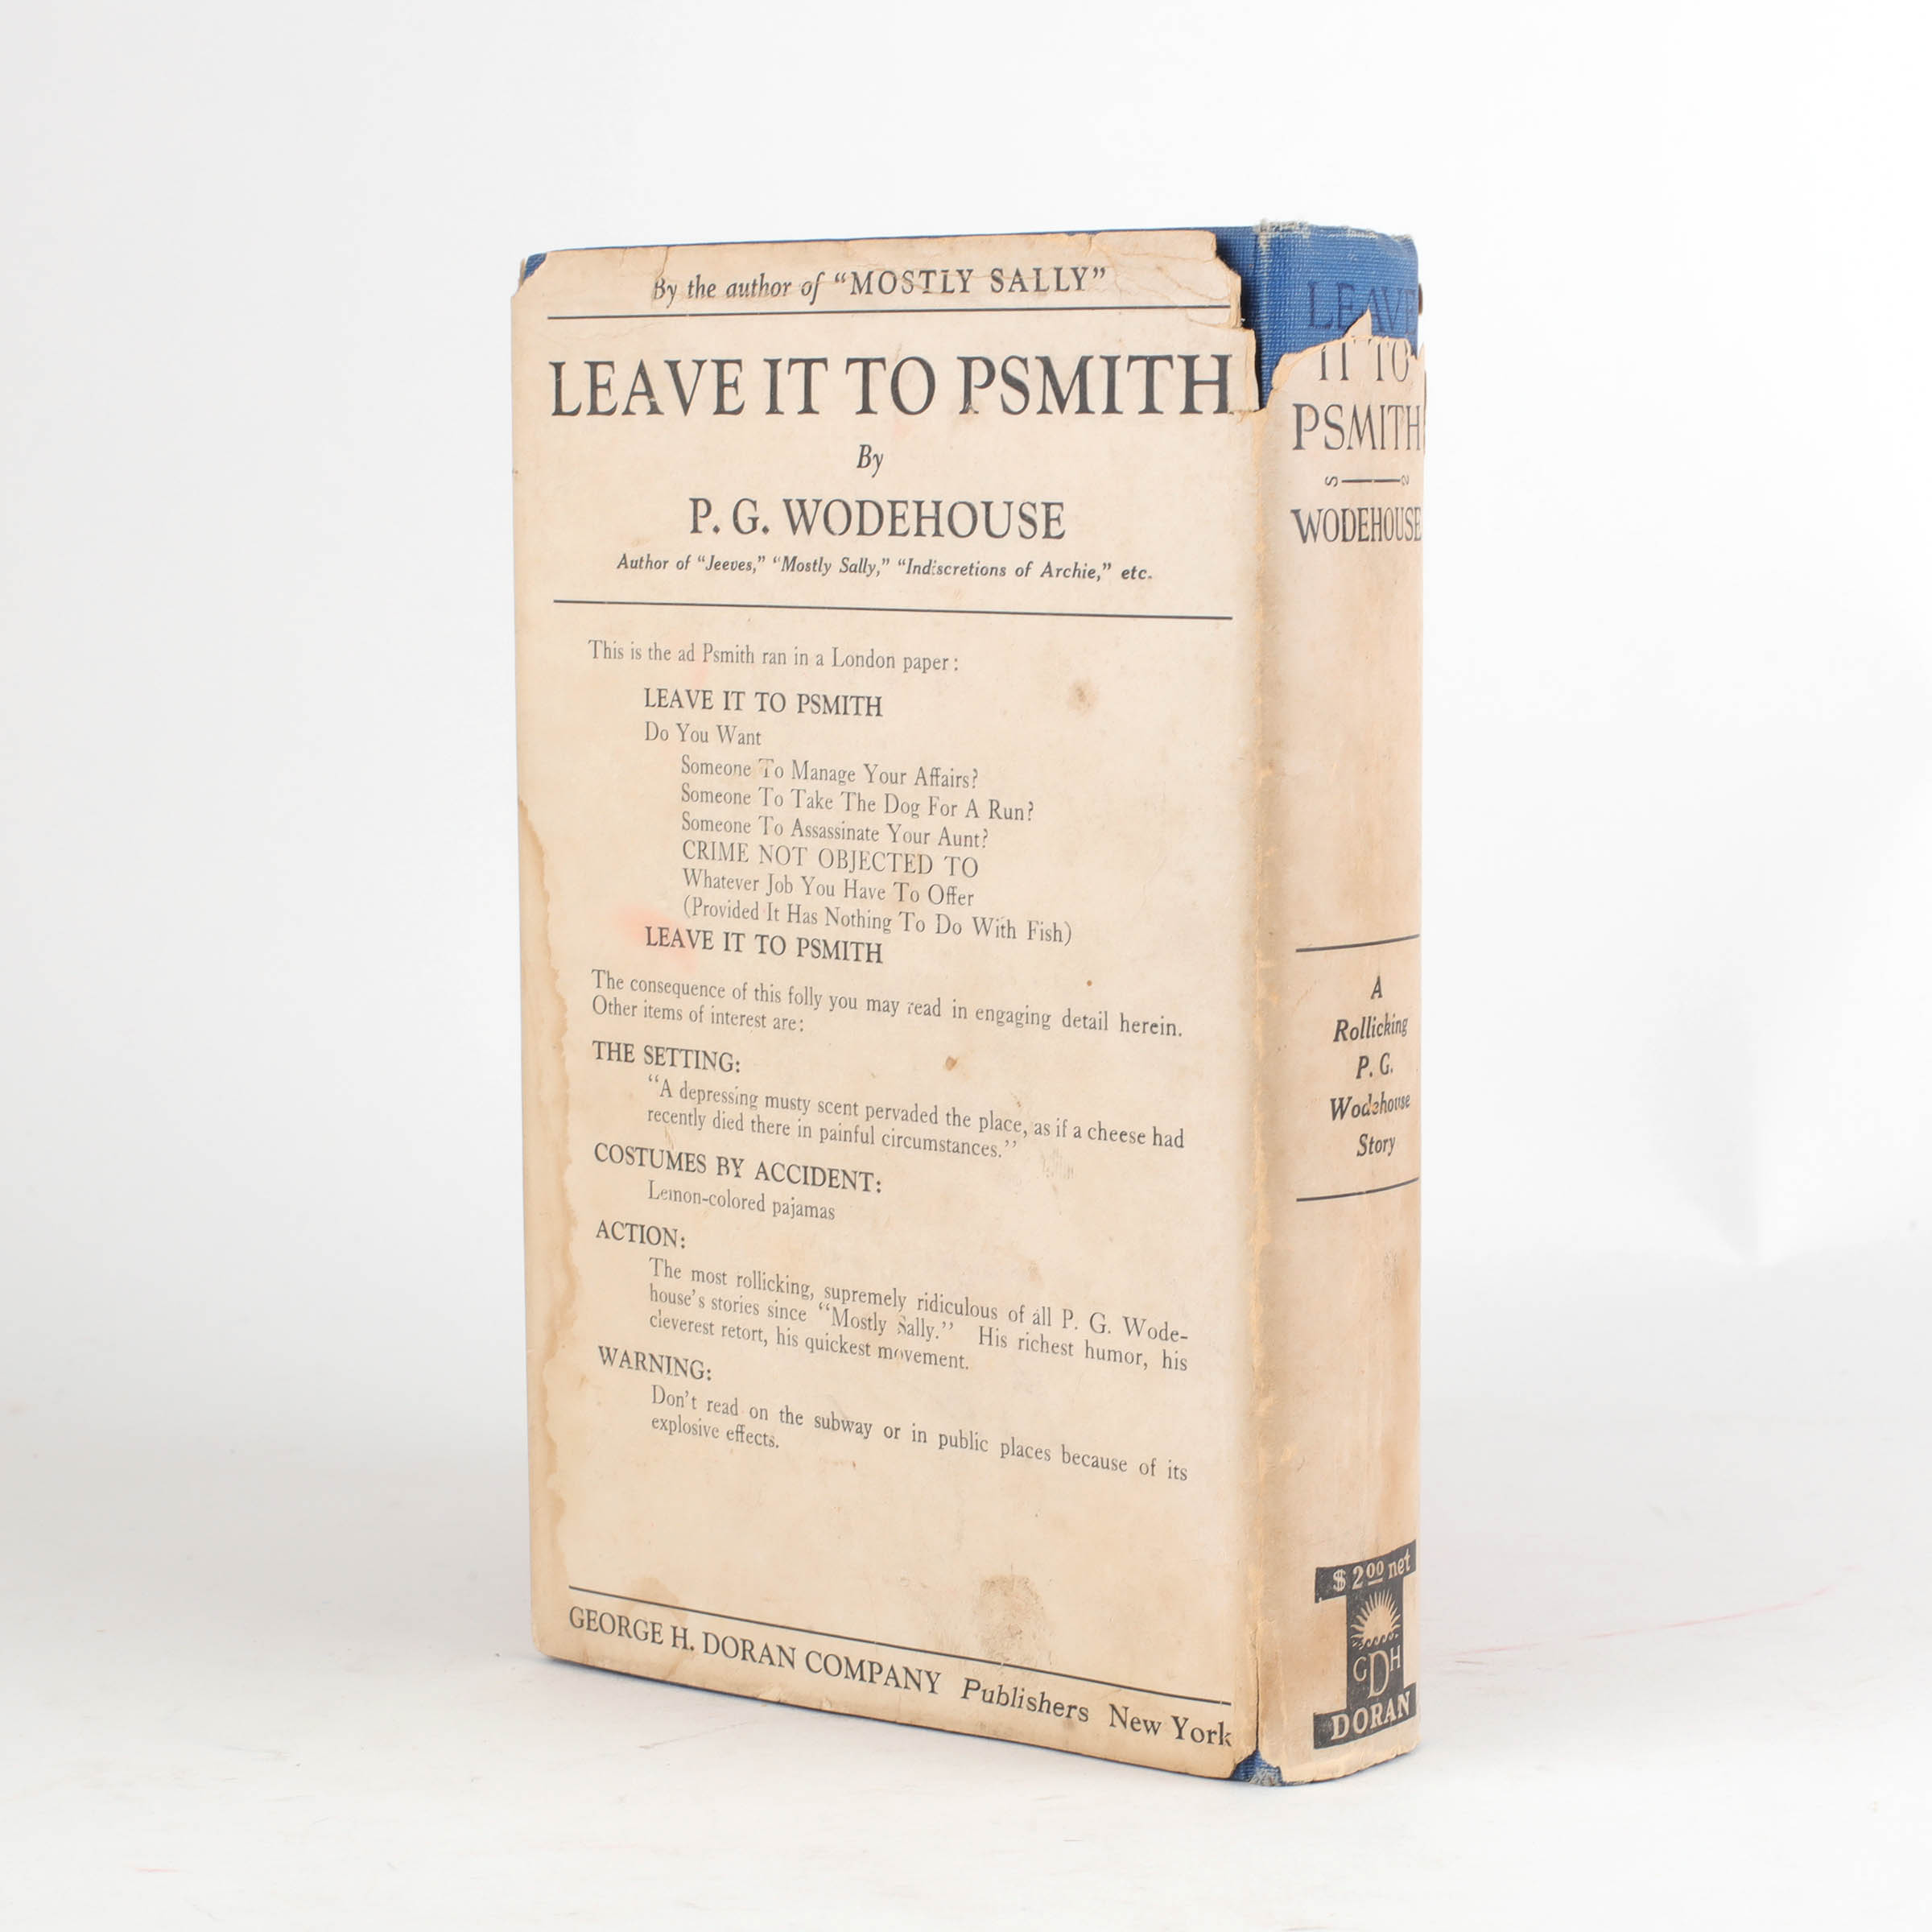 By the author of “MOSTLY SALLY”
LEAVE IT TO PSMITH
By
P. G. WODEHOUSE
Author of “Jeeves,” “Mostly Sally,” “Indiscretions of Archie,” etc.
This is the ad Psmith ran in a London paper:
LEAVE IT TO PSMITH
Do You Want
Someone To Manage Your Affairs?
Someone To Take The Dog For A Run?
Someone To Assassinate Your Aunt?
CRIME NOT OBJECTED TO
Whatever Job You Have To Offer
(Provided It Has Nothing To Do With Fish)
LEAVE IT TO PSMITH
The consequence of this folly you may read in engaging detail herein.
Other items of interest are:
THE SETTING:
“A depressing musty scent pervaded the place, as if a cheese had
recently died there in painful circumstances.”
COSTUMES BY ACCIDENT:
Lemon-colored pajamas
ACTION:
The most rollicking, supremely ridiculous of all P. G. Wode-
house’s stories since “Mostly Sally.” His richest humor, his
cleverest retort, his quickest movement.
WARNING:
Don’t read on the subway or in public places because of its
explosive effects.
GEORGE H. DORAN COMPANY Publishers New York
LEAVE
IT TO
PSMITH
WODEHOUSE
A
Rollicking
P. G.
Wodehouse
Story
$ 2.00 net
GDH
DORAN